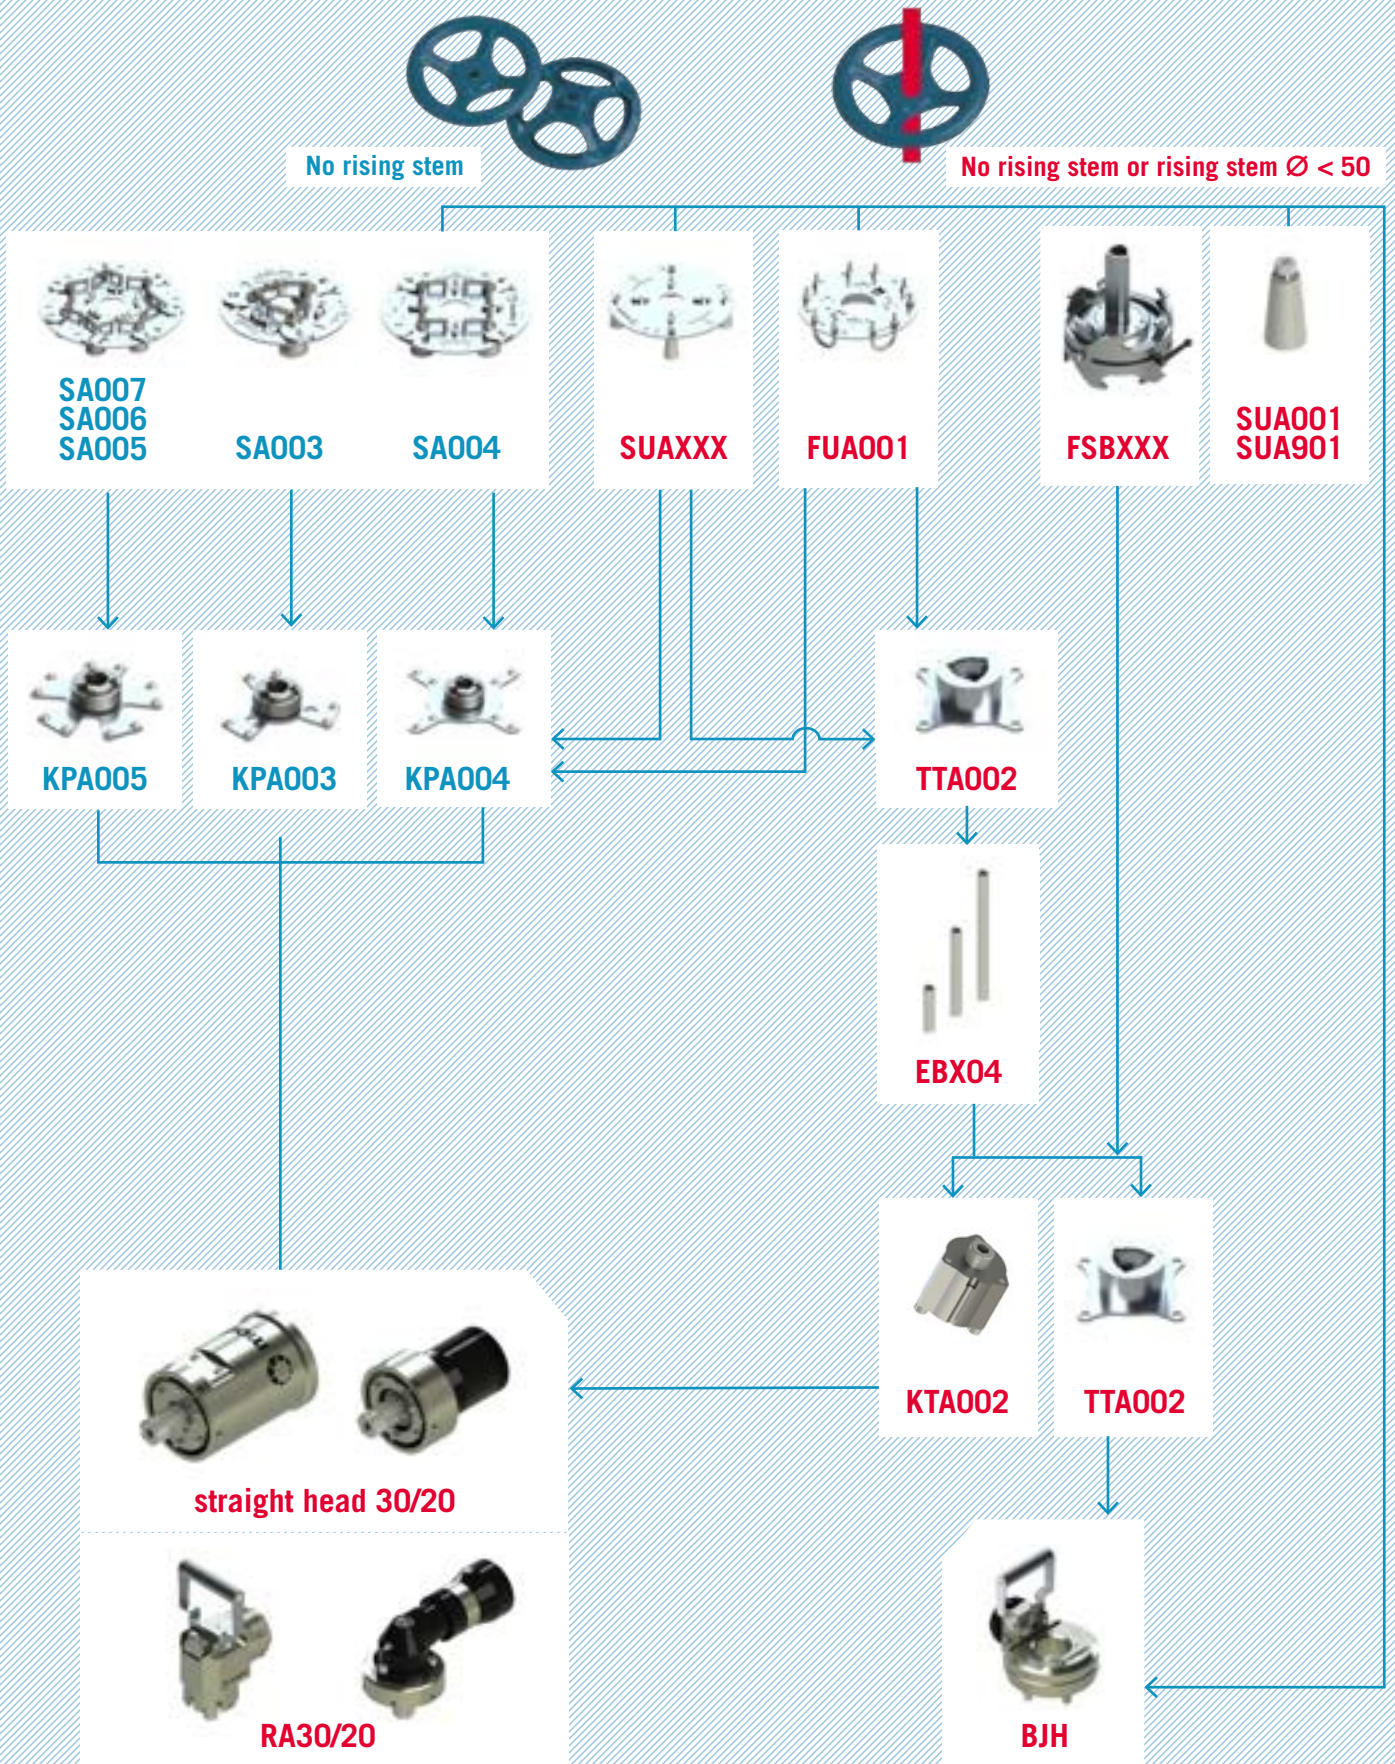 No rising stem
No rising stem or rising stem Ø < 50
SA007
SA006
SA005
SA003
SA004
SUAXXX
FUA001
FSBXXX
SUA001
SUA901
KPA005
KPA003
KPA004
TTA002
EBX04
KTA002
TTA002
straight head 30/20
RA30/20
BJH